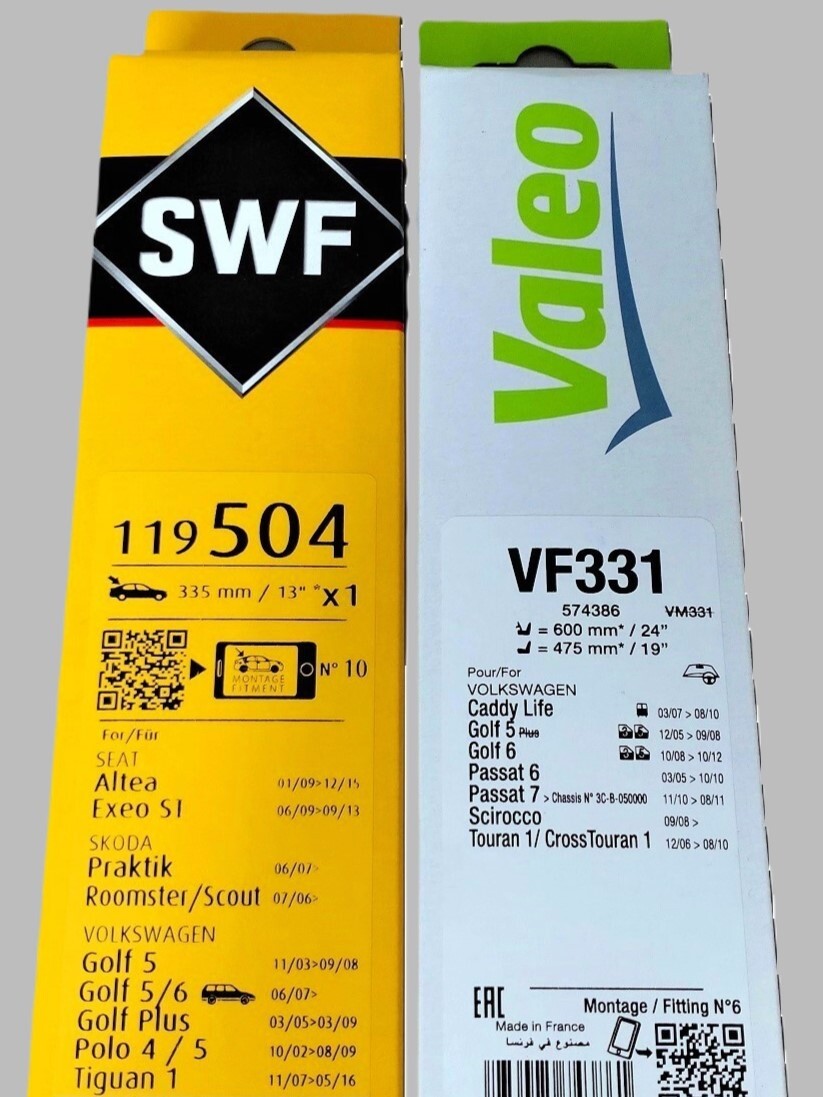 SWF
119504
335 mm / 13" *x1
MONTAGE
FITMENT
N° 10
For/Für
SEAT
Altea 01/09>12/15
Exeo ST 06/09>09/13
SKODA
Praktik 06/07>
Roomster/Scout 07/06>
VOLKSWAGEN
Golf 5 11/03>09/08
Golf 5/6 06/07>
Golf Plus 03/05>03/09
Polo 4 / 5 10/02>08/09
Tiguan 1 11/07>05/16
Valeo
VF331
574386 VM331
= 600 mm* / 24"
= 475 mm* / 19"
Pour/For
VOLKSWAGEN
Caddy Life 03/07 > 08/10
Golf 5 Plus 12/05 > 09/08
Golf 6 10/08 > 10/12
Passat 6 03/05 > 10/10
Passat 7 > Chassis N° 3C-B-050000 11/10 > 08/11
Scirocco 09/08 >
Touran 1/ CrossTouran 1 12/06 > 08/10
EAC
Montage / Fitting N°6
Made in France
مصنوع في فرنسا